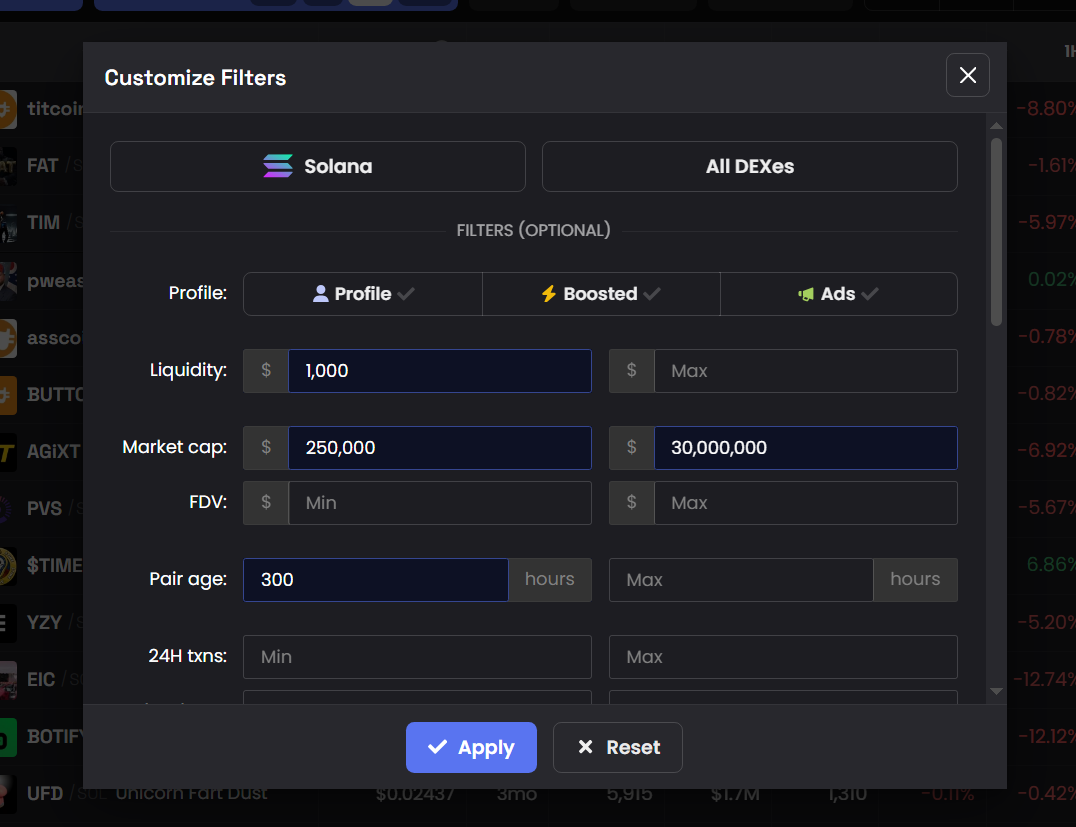 1H
Customize Filters
titcoin
-8.80%
Solana
All DEXes
FAT /S
-1.61%
FILTERS (OPTIONAL)
TIM /S
-5.97%
Profile:
Profile
Boosted
Ads
pweas
0.02%
Liquidity:
$
1,000
$
Max
assco
-0.78%
BUTTC
-0.82%
Market cap:
$
250,000
$
30,000,000
AGiXT
-6.92%
FDV:
$
Min
$
Max
PVS /S
-5.67%
Pair age:
300
hours
Max
hours
$TIME
6.86%
YZY /S
-5.20%
24H txns:
Min
Max
EIC /S
-12.74%
BOTIFY
-12.12%
Apply
Reset
UFD /SOL Unicorn Fart Dust $0.02437 3mo 5,915 $1.7M 1,310 -0.11% -0.42%